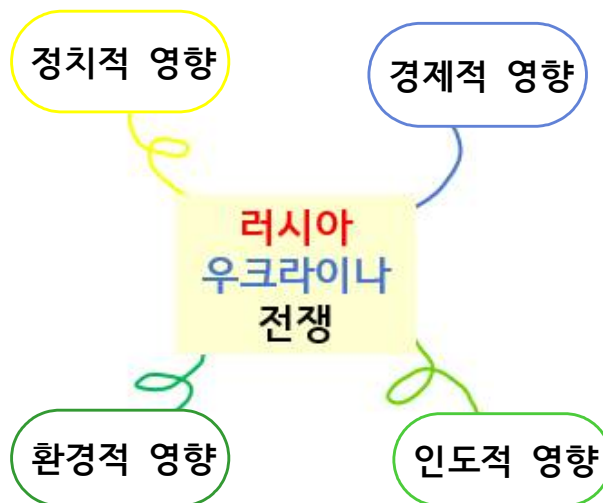 정치적 영향
경제적 영향
러시아
우크라이나
전쟁
환경적 영향
인도적 영향